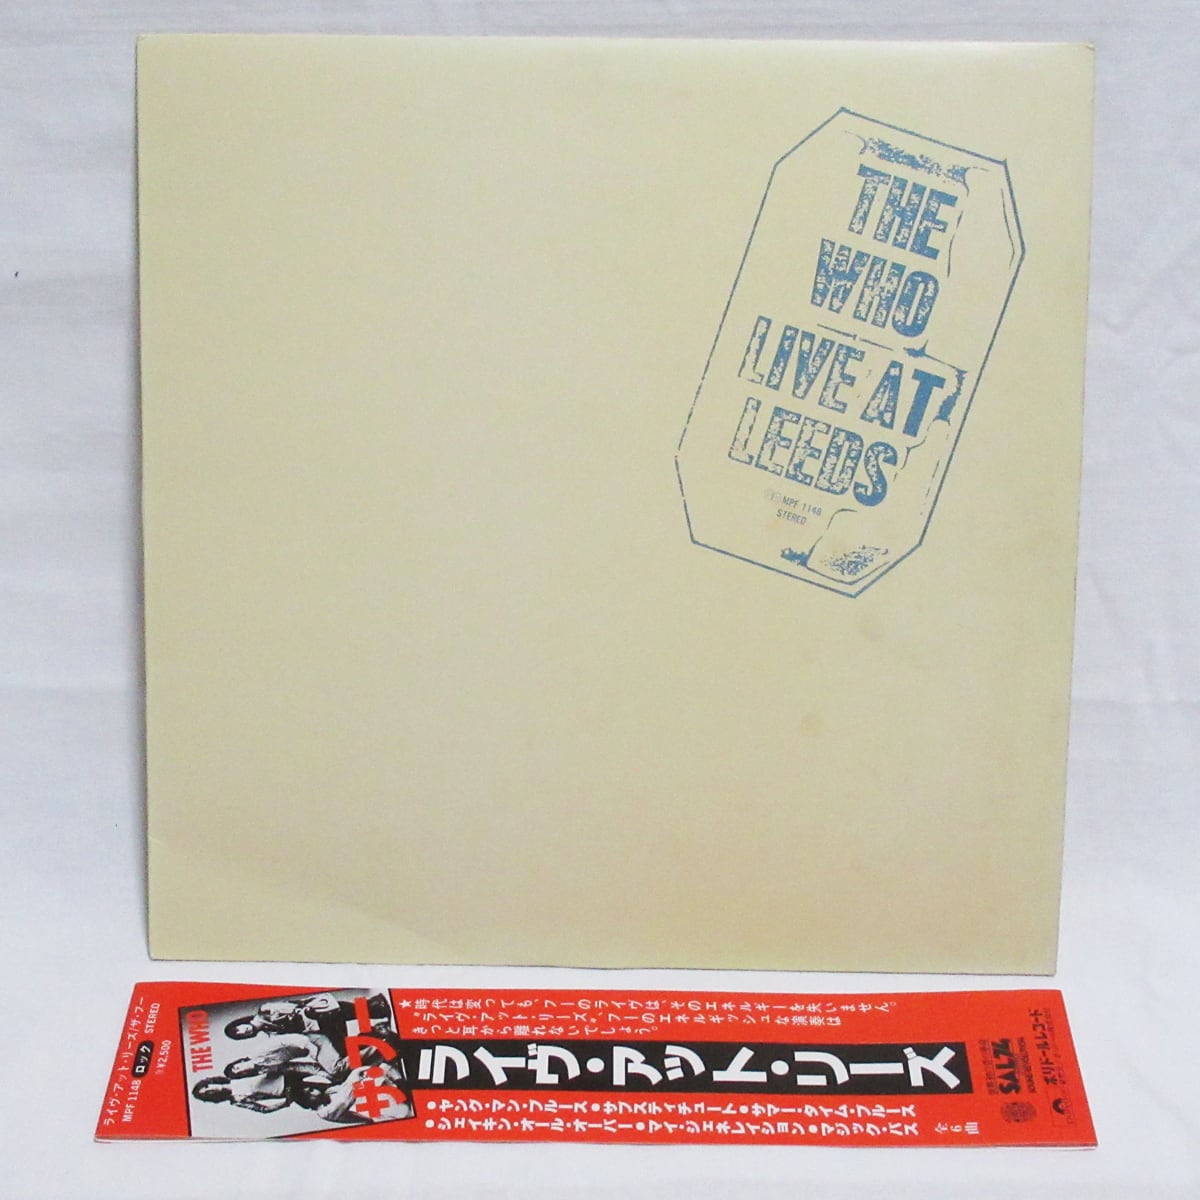 THE
WHO
LIVE AT
LEEDS
MPF 1148
STEREO
ライヴ・アット・リーズ/ザ・フー
MPF 1148 ロック STEREO
¥2,500
THE WHO
ザ・フー
★時代は変っても、フーのライヴは、そのエネルギーを失いません。
"ライヴ・アット・リーズ、フーのエネルギッシュな演奏は
きっと耳から離れないでしょう。
ライヴ・アット・リーズ
●ヤング・マン・ブルース●サブスティチュート●サマー・タイム・ブルース
●シェイキン・オール・オーバー●マイ・ジェネレイション●マジック・バス
全6曲
SAL74
SOUND REVOLUTION
ポリドールレコード